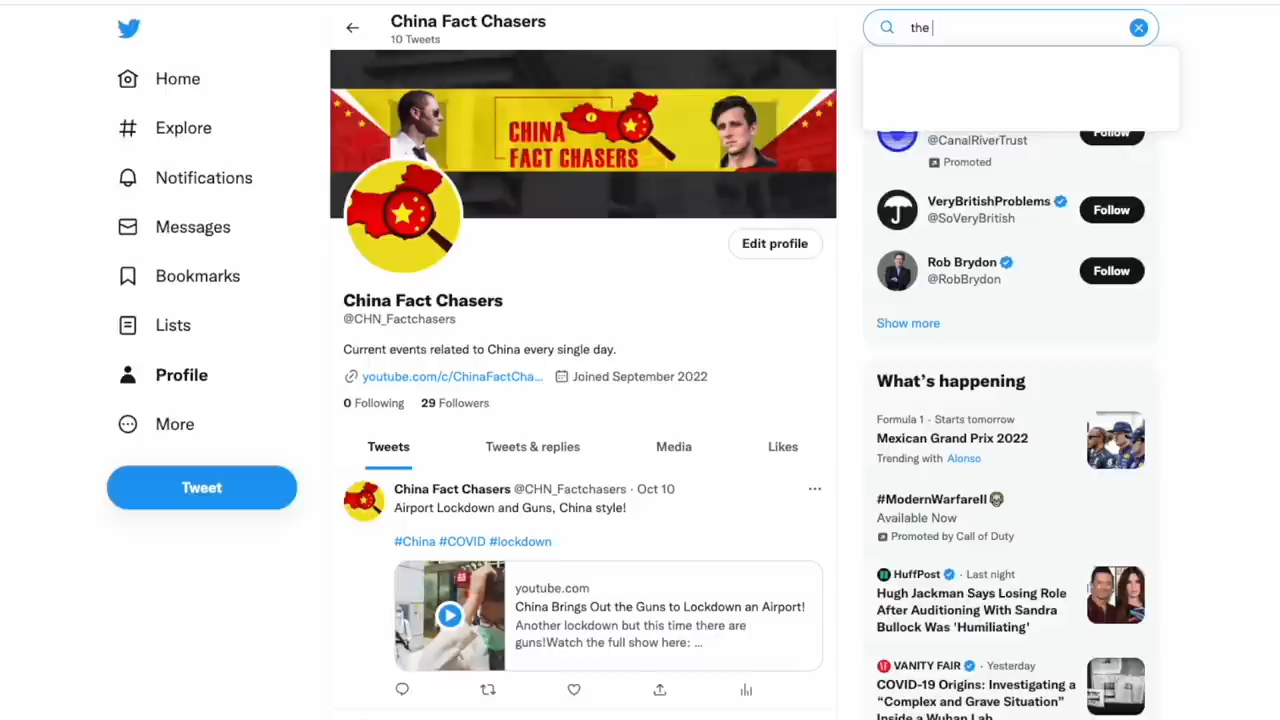 China Fact Chasers
10 Tweets
the
Home
Explore
Notifications
Messages
Bookmarks
Lists
Profile
More
Tweet
CHINA
FACT CHASERS
Edit profile
China Fact Chasers
@CHN_Factchasers
Current events related to China every single day.
youtube.com/c/ChinaFactCha... Joined September 2022
0 Following 29 Followers
Tweets Tweets & replies Media Likes
China Fact Chasers @CHN_Factchasers · Oct 10
Airport Lockdown and Guns, China style!
#China #COVID #lockdown
youtube.com
China Brings Out the Guns to Lockdown an Airport!
Another lockdown but this time there are
guns!Watch the full show here: ...
Follow
@CanalRiverTrust
Promoted
VeryBritishProblems
@SoVeryBritish
Follow
Rob Brydon
@RobBrydon
Follow
Show more
What's happening
Formula 1 · Starts tomorrow
Mexican Grand Prix 2022
Trending with Alonso
#ModernWarfareII
Available Now
Promoted by Call of Duty
HuffPost · Last night
Hugh Jackman Says Losing Role
After Auditioning With Sandra
Bullock Was 'Humiliating'
VANITY FAIR · Yesterday
COVID-19 Origins: Investigating a
“Complex and Grave Situation”
Inside a Wuhan Lab